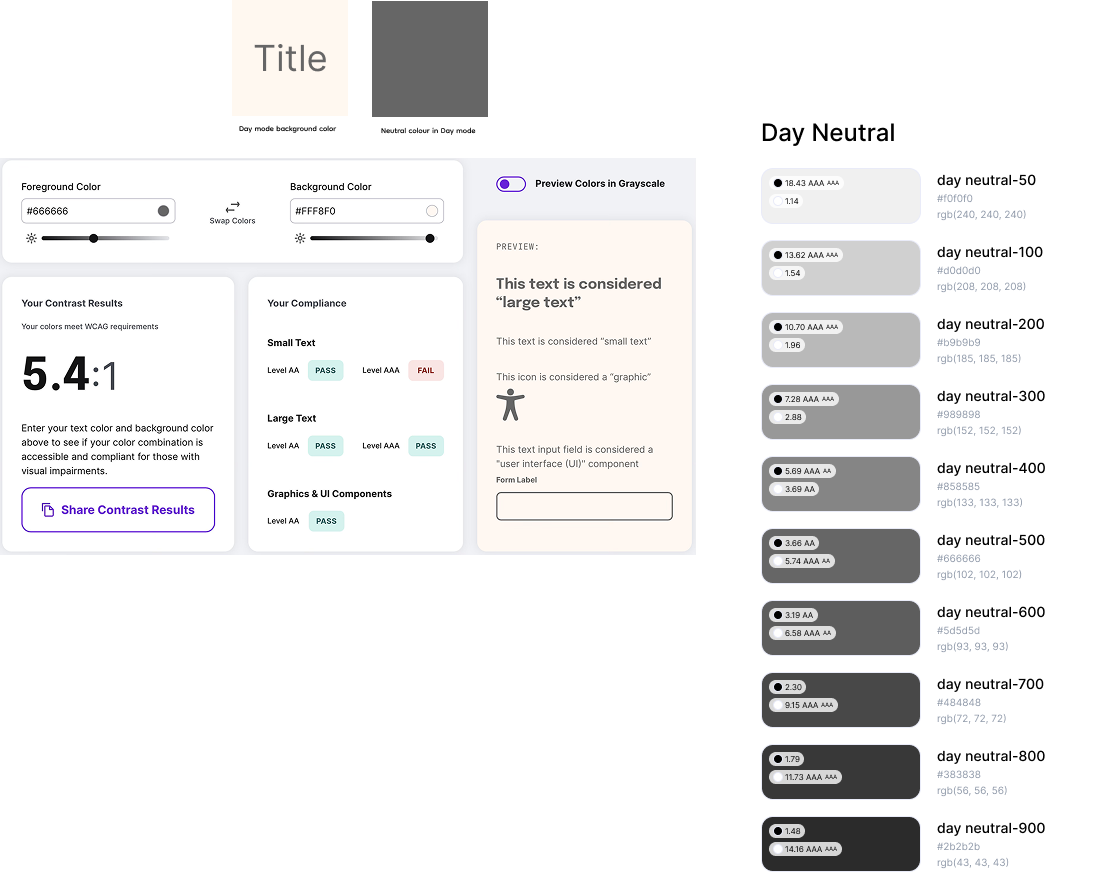 Title
Day mode background color
Neutral colour in Day mode
Foreground Color
#666666
Swap Colors
Background Color
#FFF8F0
Your Contrast Results
Your colors meet WCAG requirements
5.4:1
Enter your text color and background color
above to see if your color combination is
accessible and compliant for those with
visual impairments.
Share Contrast Results
Your Compliance
Small Text
Level AA PASS Level AAA FAIL
Large Text
Level AA PASS Level AAA PASS
Graphics & UI Components
Level AA PASS
Preview Colors in Grayscale
PREVIEW:
This text is considered
“large text”
This text is considered “small text”
This icon is considered a “graphic”
This text input field is considered a
"user interface (UI)" component
Form Label
Day Neutral
18.43 AAA AAA
1.14
day neutral-50
#f0f0f0
rgb(240, 240, 240)
13.62 AAA AAA
1.54
day neutral-100
#d0d0d0
rgb(208, 208, 208)
10.70 AAA AAA
1.96
day neutral-200
#b9b9b9
rgb(185, 185, 185)
7.28 AAA AAA
2.88
day neutral-300
#989898
rgb(152, 152, 152)
5.69 AAA AA
3.69 AA
day neutral-400
#858585
rgb(133, 133, 133)
3.66 AA
5.74 AAA AA
day neutral-500
#666666
rgb(102, 102, 102)
3.19 AA
6.58 AAA AA
day neutral-600
#5d5d5d
rgb(93, 93, 93)
2.30
9.15 AAA AAA
day neutral-700
#484848
rgb(72, 72, 72)
1.79
11.73 AAA AAA
day neutral-800
#383838
rgb(56, 56, 56)
1.48
14.16 AAA AAA
day neutral-900
#2b2b2b
rgb(43, 43, 43)